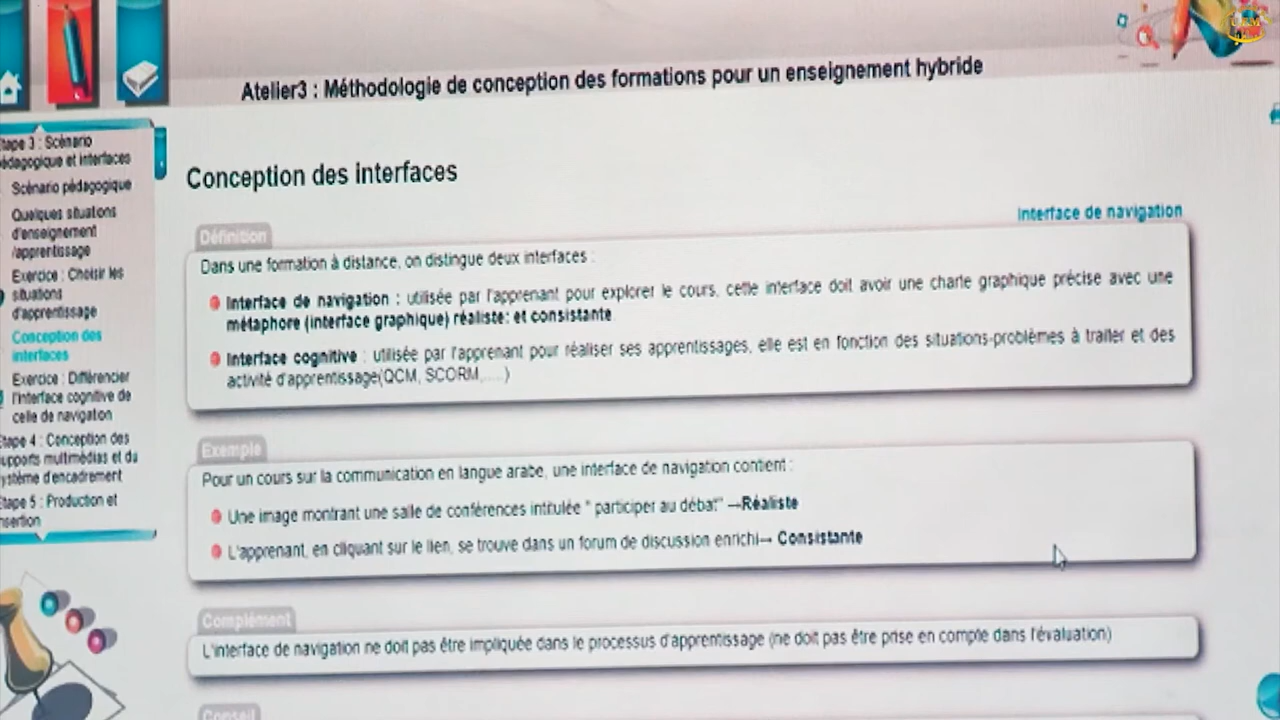 Atelier3 : Méthodologie de conception des formations pour un enseignement hybride
Etape 3 : Scénario
pédagogique et interfaces
Scénario pédagogique
Quelques situations
d'enseignement
/apprentissage
Exercice : Choisir les
situations
d'apprentissage
Conception des
interfaces
Exercice : Différencier
l'interface cognitive de
celle de navigation
Etape 4 : Conception des
supports multimédias et du
système d'encadrement
Etape 5 : Production et
insertion
Conception des interfaces
Interface de navigation
Définition
Dans une formation à distance, on distingue deux interfaces :
Interface de navigation : utilisée par l'apprenant pour explorer le cours, cette interface doit avoir une charte graphique précise avec une
métaphore (interface graphique) réaliste: et consistante
Interface cognitive : utilisée par l'apprenant pour réaliser ses apprentissages, elle est en fonction des situations-problèmes à traiter et des
activité d'apprentissage(QCM, SCORM,....)
Exemple
Pour un cours sur la communication en langue arabe, une interface de navigation contient :
Une image montrant une salle de conférences intitulée " participer au débat" →Réaliste
L'apprenant, en cliquant sur le lien, se trouve dans un forum de discussion enrichi→ Consistante
Complément
L'interface de navigation ne doit pas être impliquée dans le processus d'apprentissage (ne doit pas être prise en compte dans l'évaluation)
Conseil